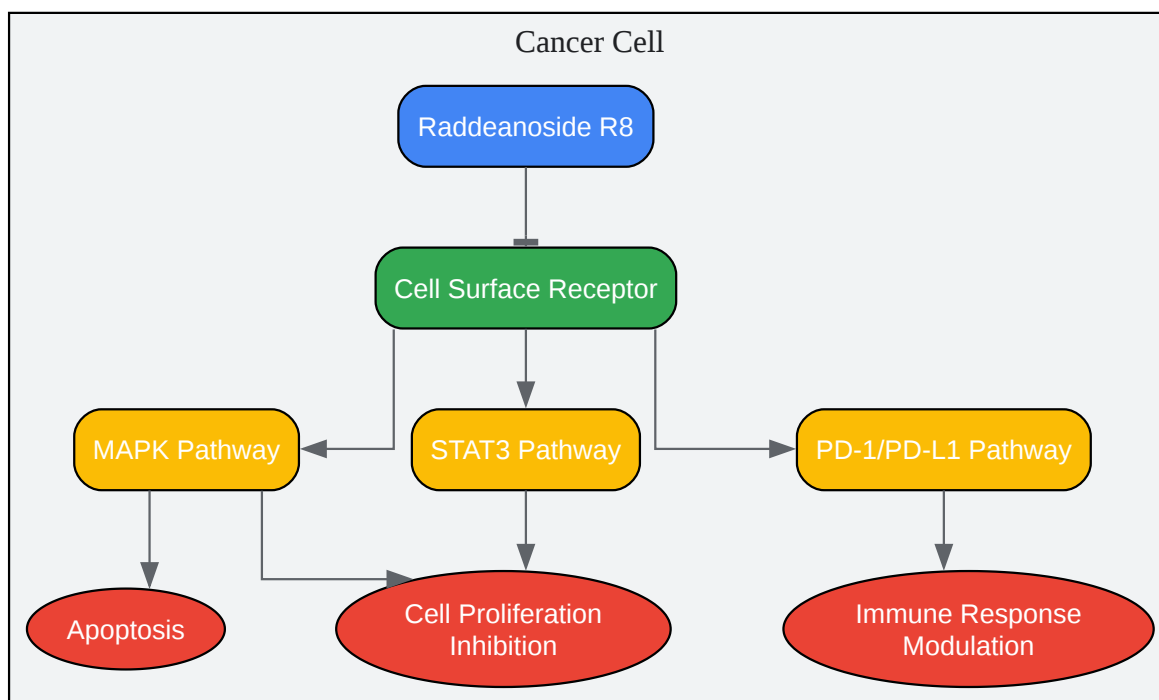 Cancer Cell
Raddeanoside R8
Cell Surface Receptor
MAPK Pathway
STAT3 Pathway
PD-1/PD-L1 Pathway
Apoptosis
Cell Proliferation
Inhibition
Immune Response
Modulation